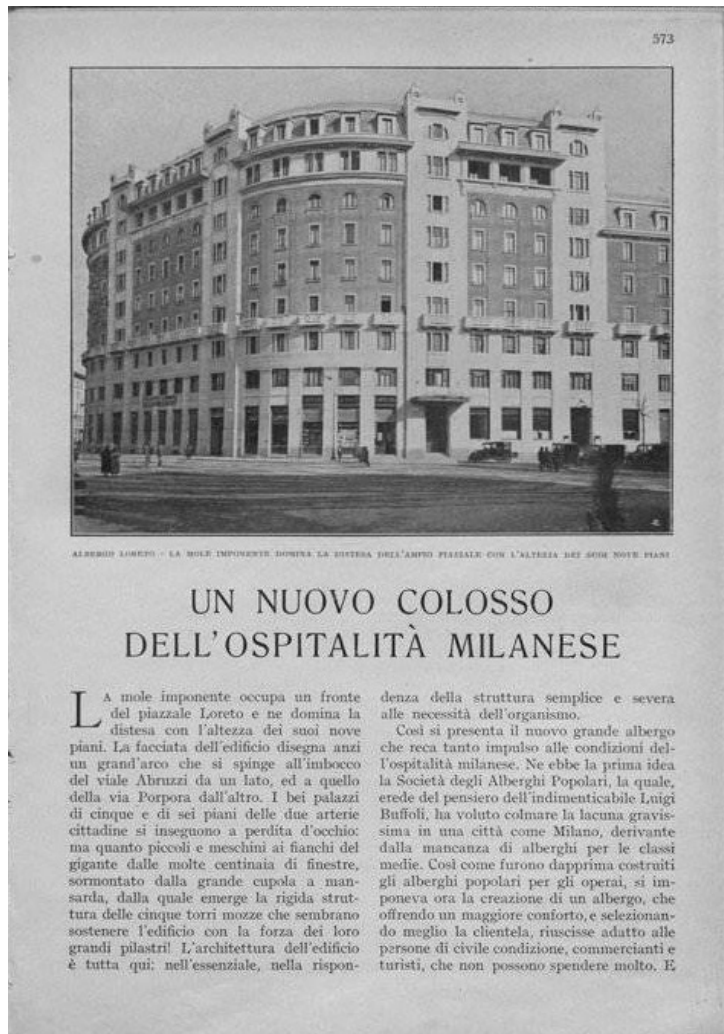 573
ALBERGO LORETO - LA MOLE IMPONENTE DOMINA LA DISTESA DELL'AMPIO PIAZZALE CON L'ALTEZZA DEI SUOI NOVE PIANI
UN NUOVO COLOSSO
DELL'OSPITALITÀ MILANESE
LA mole imponente occupa un fronte
del piazzale Loreto e ne domina la
distesa con l'altezza dei suoi nove
piani. La facciata dell'edificio disegna anzi
un grand'arco che si spinge all'imbocco
del viale Abruzzi da un lato, ed a quello
della via Porpora dall'altro. I bei palazzi
di cinque e di sei piani delle due arterie
cittadine si inseguono a perdita d'occhio:
ma quanto piccoli e meschini ai fianchi del
gigante dalle molte centinaia di finestre,
sormontato dalla grande cupola a man-
sarda, dalla quale emerge la rigida strut-
tura delle cinque torri mozze che sembrano
sostenere l'edificio con la forza dei loro
grandi pilastri! L'architettura dell'edificio
è tutta qui: nell'essenziale, nella rispon-
denza della struttura semplice e severa
alle necessità dell'organismo.
Così si presenta il nuovo grande albergo
che reca tanto impulso alle condizioni del-
l'ospitalità milanese. Ne ebbe la prima idea
la Società degli Alberghi Popolari, la quale,
erede del pensiero dell'indimenticabile Luigi
Buffoli, ha voluto colmare la lacuna gravis-
sima in una città come Milano, derivante
dalla mancanza di alberghi per le classi
medie. Così come furono dapprima costruiti
gli alberghi popolari per gli operai, si im-
poneva ora la creazione di un albergo, che
offrendo un maggiore conforto, e selezionan-
do meglio la clientela, riuscisse adatto alle
persone di civile condizione, commercianti e
turisti, che non possono spendere molto. E